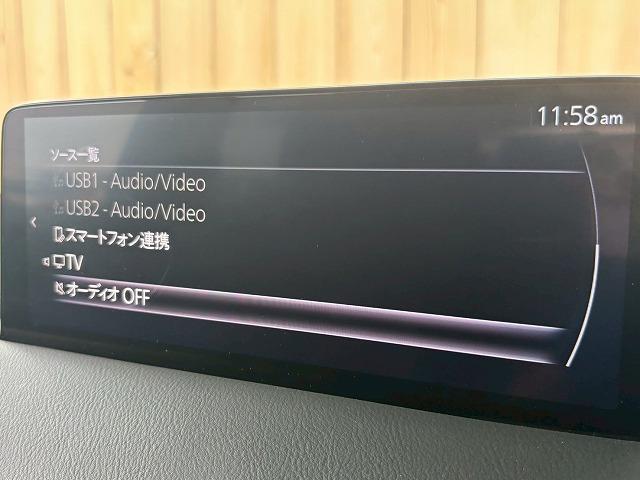 11:58am
ソース一覧
USB1 - Audio/Video
USB2 - Audio/Video
スマートフォン連携
TV
オーディオ OFF